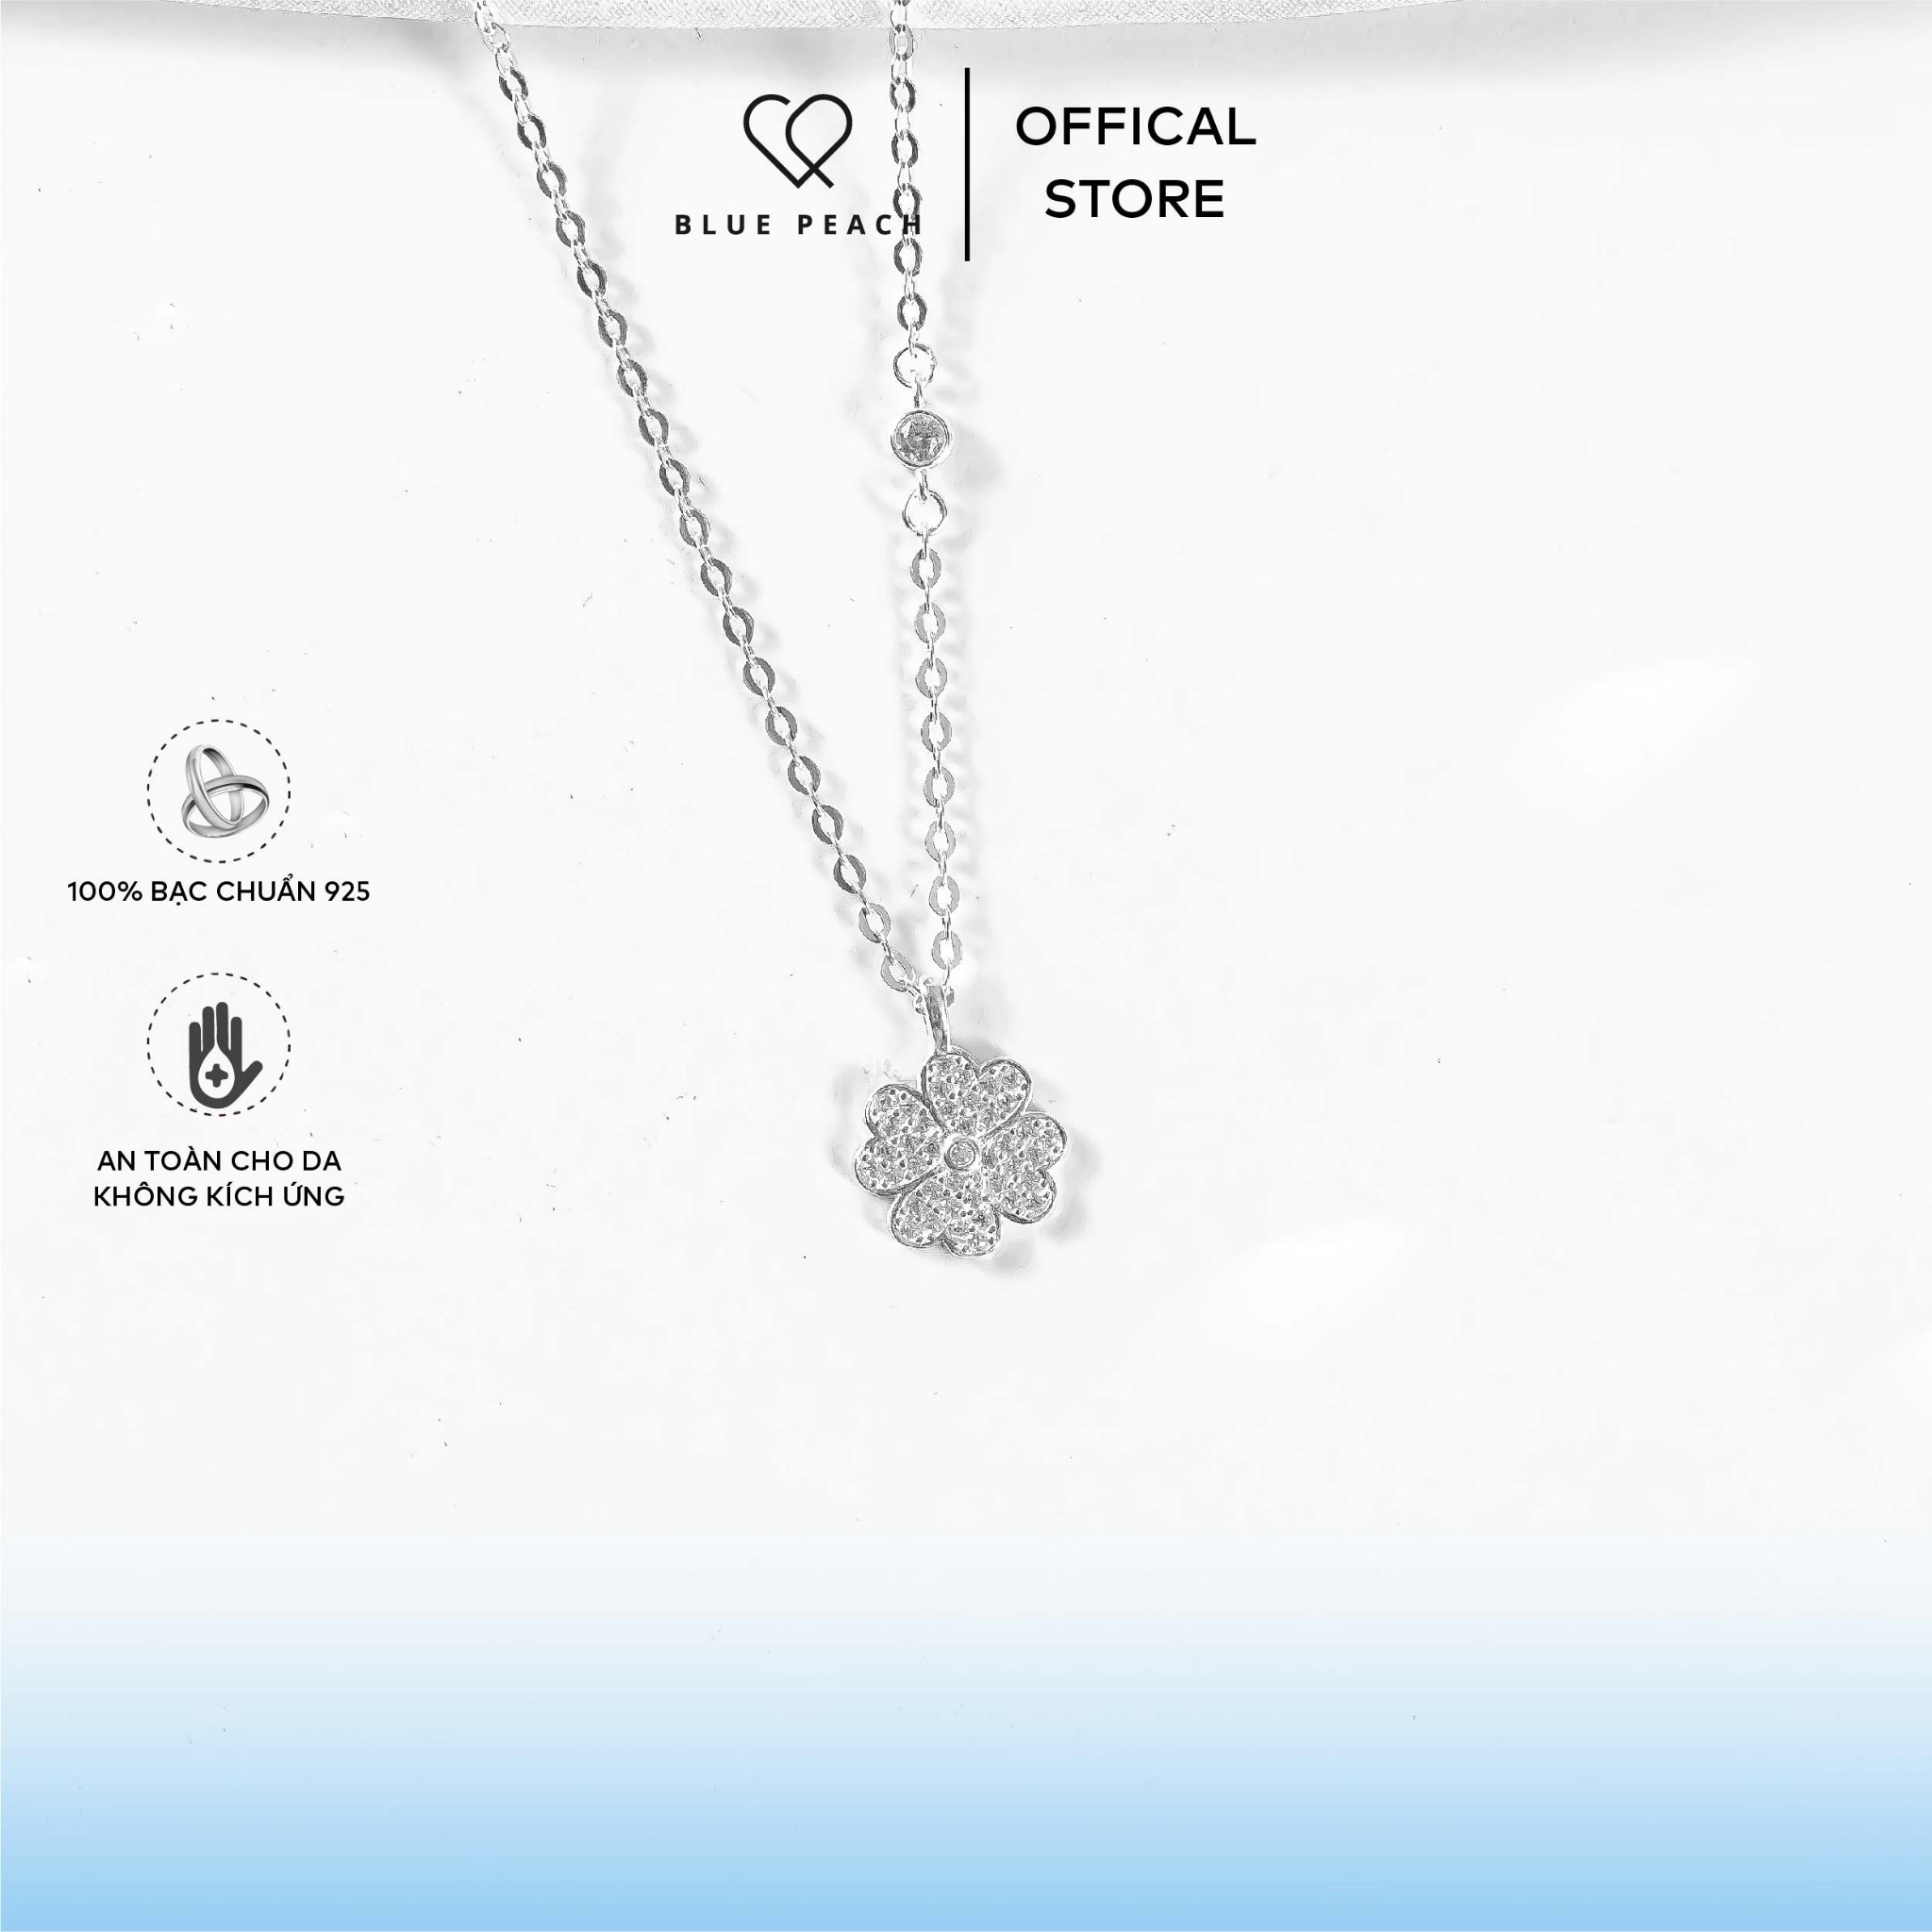 BLUE PEACH
OFFICAL
STORE
100% BẠC CHUẨN 925
AN TOÀN CHO DA
KHÔNG KÍCH ỨNG